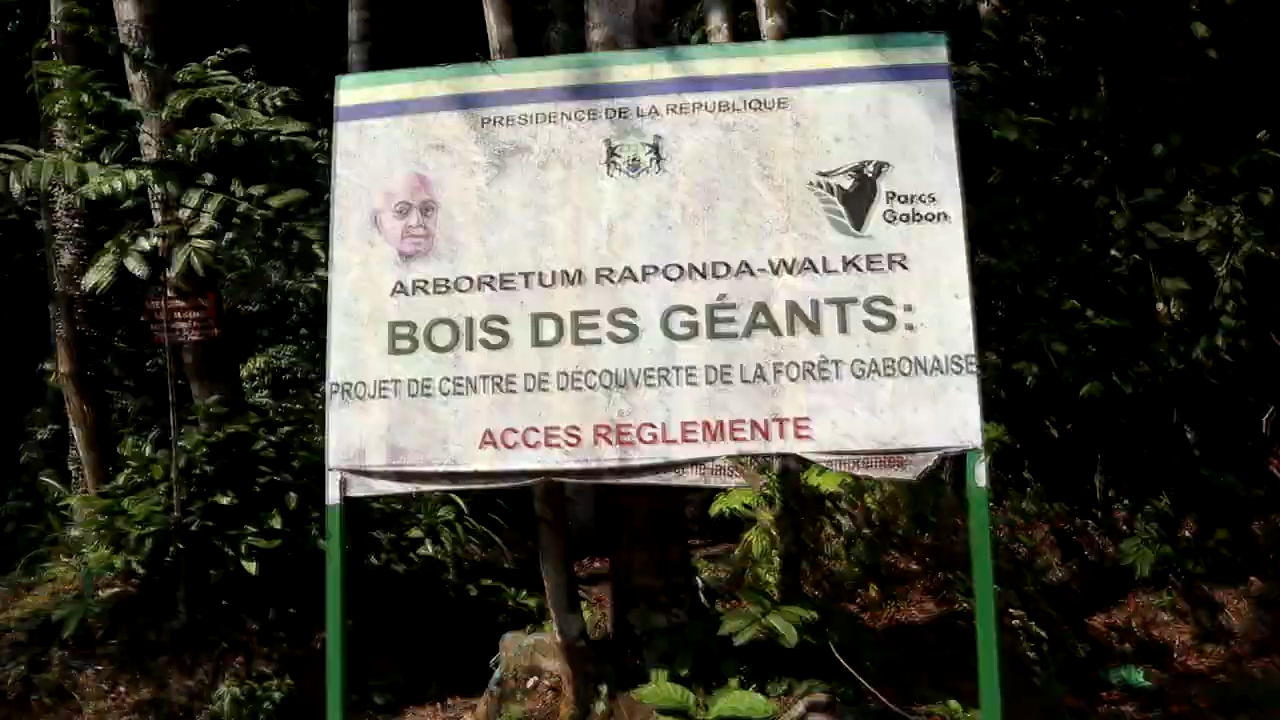 PRESIDENCE DE LA REPUBLIQUE
Parcs
Gabon
ARBORETUM RAPONDA-WALKER
BOIS DES GÉANTS:
PROJET DE CENTRE DE DÉCOUVERTE DE LA FORÊT GABONAISE
ACCES REGLEMENTE